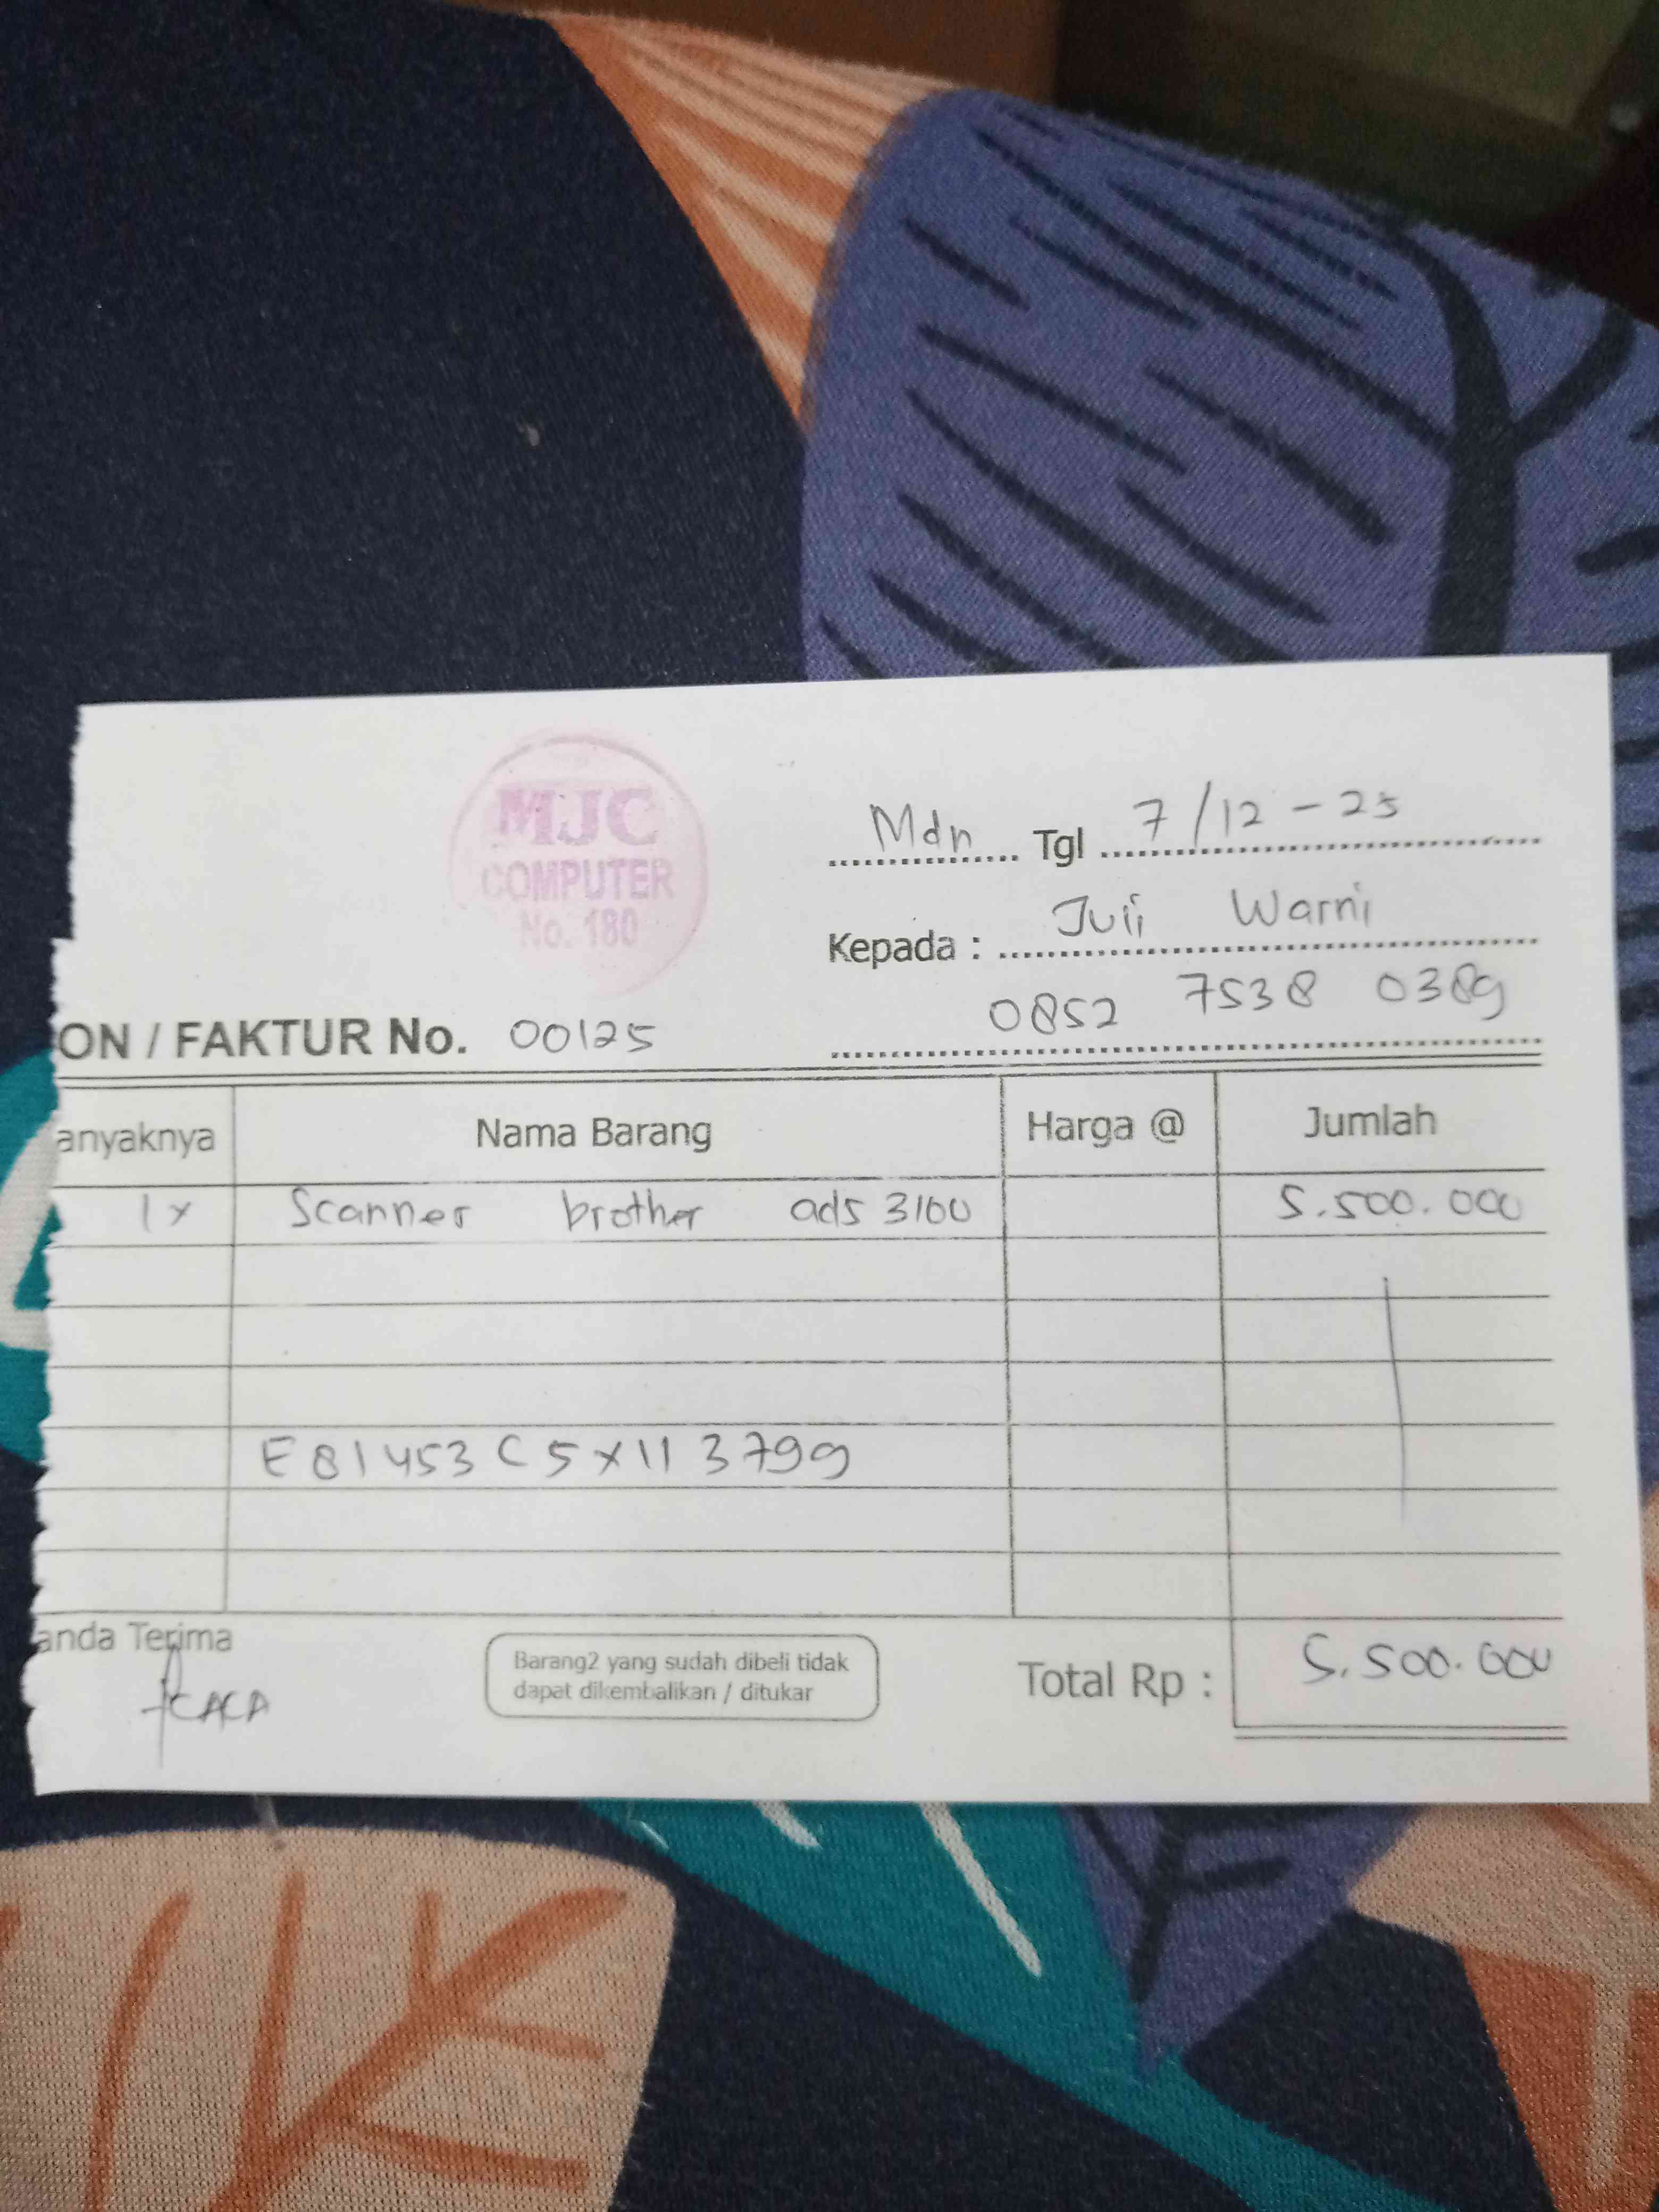 MJC
COMPUTER
No. 180
Mdn Tgl 7/12-25
Kepada : Juli Warni
0852 7538 0389
ON / FAKTUR No. 00125
anyaknya Nama Barang Harga @ Jumlah
1x Scanner brother ads 3100 5.500.000
E81453C5X113799
anda Terima
CACA
Barang2 yang sudah dibeli tidak
dapat dikembalikan / ditukar
Total Rp : 5.500.000